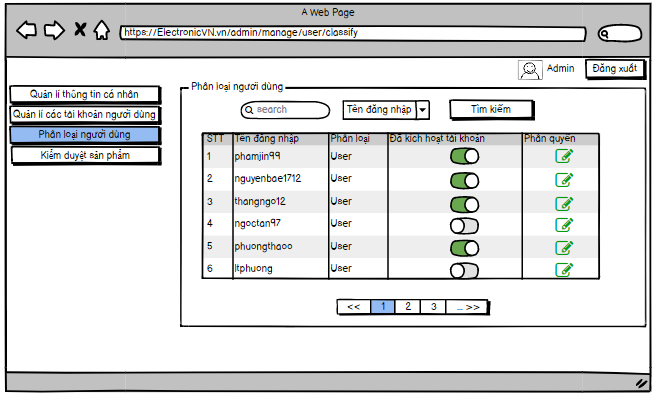 A Web Page
https://ElectronicVN.vn/admin/manage/user/classify
Admin
Đăng xuất
Quản lí thông tin cá nhân
Quản lí các tài khoản người dùng
Phân loại người dùng
Kiểm duyệt sản phẩm
Phân loại người dùng
search
Tên đăng nhập
Tìm kiếm
STT Tên đăng nhập Phân loại Đã kích hoạt tài khoản Phân quyền
1 phamjin99 User
2 nguyenbae1712 User
3 thangngo12 User
4 ngoctan97 User
5 phuongthaoo User
6 ltphuong User
<< 1 2 3 ... >>